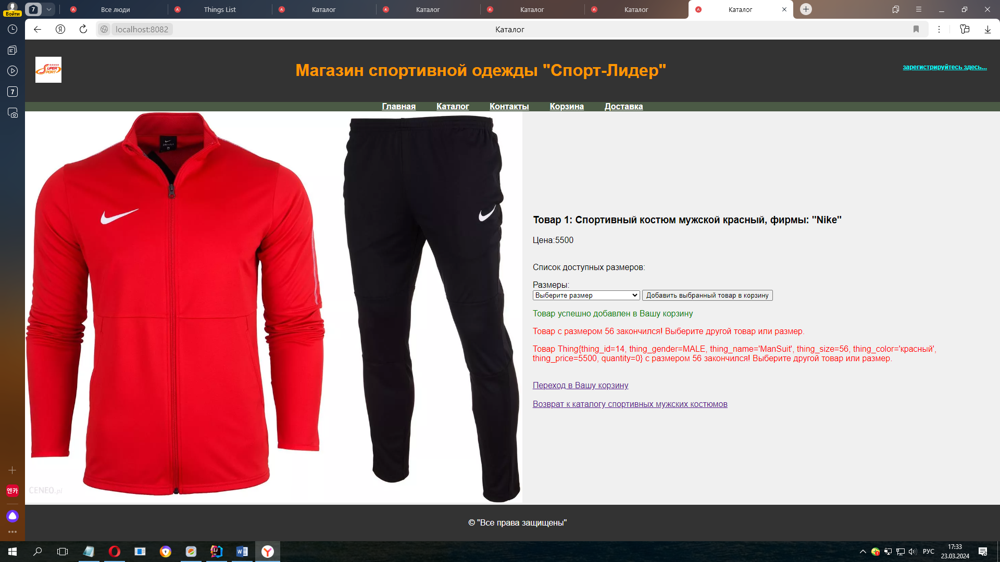 Войти
7
Все люди
Things List
Каталог
Каталог
Каталог
Каталог
Каталог
Я
localhost:8082
Каталог
7
SUPER
SPORT
Магазин спортивной одежды "Спорт-Лидер"
зарегистрируйтесь здесь...
Главная
Каталог
Контакты
Корзина
Доставка
Товар 1: Спортивный костюм мужской красный, фирмы: "Nike"
Цена:5500
Список доступных размеров:
Размеры:
Выберите размер
Добавить выбранный товар в корзину
Товар успешно добавлен в Вашу корзину
Товар с размером 56 закончился! Выберите другой товар или размер.
Товар Thing{thing_id=14, thing_gender=MALE, thing_name='ManSuit', thing_size=56, thing_color='красный',
thing_price=5500, quantity=0} с размером 56 закончился! Выберите другой товар или размер.
Переход в Вашу корзину
Возврат к каталогу спортивных мужских костюмов
CENEO.pl
엔카
© "Все права защищены"
РУС
17:33
23.03.2024